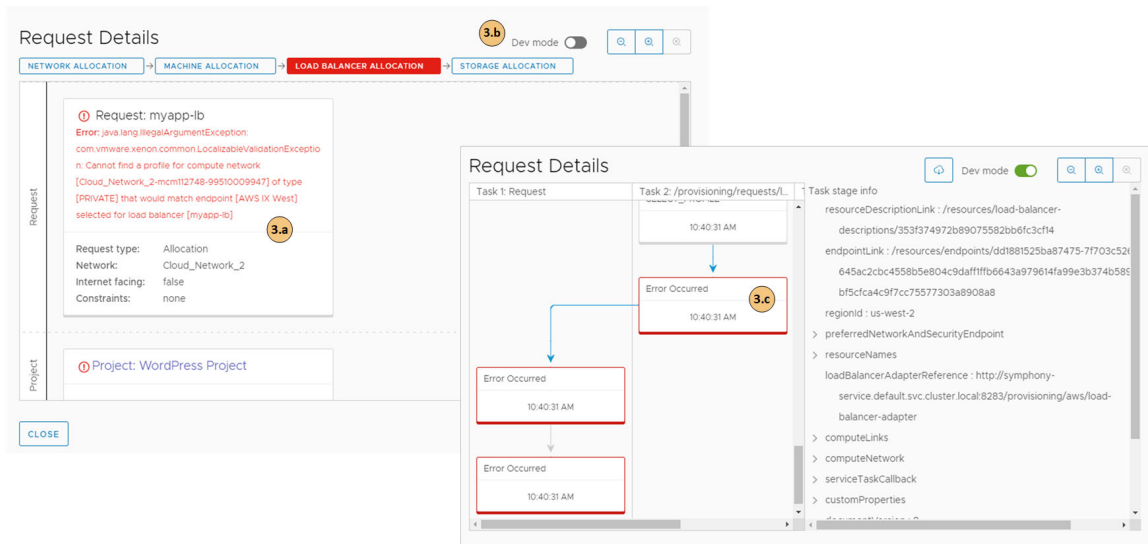 Request Details
3.b
Dev mode
NETWORK ALLOCATION
MACHINE ALLOCATION
LOAD BALANCER ALLOCATION
STORAGE ALLOCATION
Request
Request: myapp-lb
Error: java.lang.IllegalArgumentException:
com.vmware.xenon.common.LocalizableValidationExceptio
n: Cannot find a profile for compute network
[Cloud_Network_2-mcm112748-99510009947] of type
[PRIVATE] that would match endpoint [AWS IX West]
selected for load balancer [myapp-lb]
3.a
Request type: Allocation
Network: Cloud_Network_2
Internet facing: false
Constraints: none
Project
Project: WordPress Project
CLOSE
Request Details
Dev mode
Task 1: Request
Task 2: /provisioning/requests/l...
SELECT_PROFILE
10:40:31 AM
Error Occurred
3.c
10:40:31 AM
Error Occurred
10:40:31 AM
Error Occurred
10:40:31 AM
Task stage info
resourceDescriptionLink : /resources/load-balancer-
descriptions/353f374972b89075582bb6fc3cf14
endpointLink : /resources/endpoints/dd1881525ba87475-7f703c526
645ac2cbc4558b5e804c9daff1ffb6643a979614fa99e3b374b589
bf5cfca4c9f7cc75577303a8908a8
regionId : us-west-2
preferredNetworkAndSecurityEndpoint
resourceNames
loadBalancerAdapterReference : http://symphony-
service.default.svc.cluster.local:8283/provisioning/aws/load-
balancer-adapter
computeLinks
computeNetwork
serviceTaskCallback
customProperties